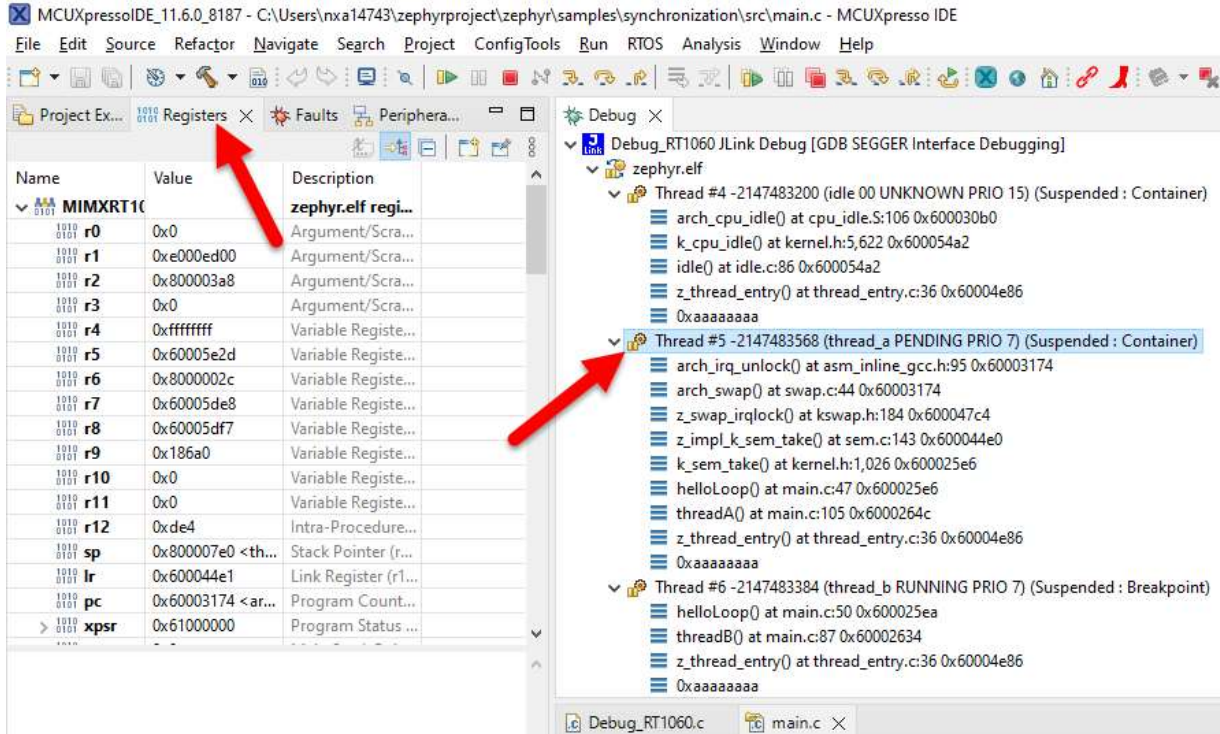 MCUXpressoIDE_11.6.0_8187 - C:\Users\nxa14743\zephyrproject\zephyr\samples\synchronization\src\main.c - MCUXpresso IDE
File Edit Source Refactor Navigate Search Project ConfigTools Run RTOS Analysis Window Help
Project Ex... Registers Faults Periphera...
Name Value Description
MIMXRT10 zephyr.elf regi...
r0 0x0 Argument/Scra...
r1 0xe000ed00 Argument/Scra...
r2 0x800003a8 Argument/Scra...
r3 0x0 Argument/Scra...
r4 0xffffffff Variable Registe...
r5 0x60005e2d Variable Registe...
r6 0x8000002c Variable Registe...
r7 0x60005de8 Variable Registe...
r8 0x60005df7 Variable Registe...
r9 0x186a0 Variable Registe...
r10 0x0 Variable Registe...
r11 0x0 Variable Registe...
r12 0xde4 Intra-Procedure...
sp 0x800007e0 <th... Stack Pointer (r...
lr 0x600044e1 Link Register (r1...
pc 0x60003174 <ar... Program Count...
xpsr 0x61000000 Program Status ...
Debug
Debug_RT1060 JLink Debug [GDB SEGGER Interface Debugging]
zephyr.elf
Thread #4 -2147483200 (idle 00 UNKNOWN PRIO 15) (Suspended : Container)
arch_cpu_idle() at cpu_idle.S:106 0x600030b0
k_cpu_idle() at kernel.h:5,622 0x600054a2
idle() at idle.c:86 0x600054a2
z_thread_entry() at thread_entry.c:36 0x60004e86
0xaaaaaaaa
Thread #5 -2147483568 (thread_a PENDING PRIO 7) (Suspended : Container)
arch_irq_unlock() at asm_inline_gcc.h:95 0x60003174
arch_swap() at swap.c:44 0x60003174
z_swap_irqlock() at kswap.h:184 0x600047c4
z_impl_k_sem_take() at sem.c:143 0x600044e0
k_sem_take() at kernel.h:1,026 0x600025e6
helloLoop() at main.c:47 0x600025e6
threadA() at main.c:105 0x6000264c
z_thread_entry() at thread_entry.c:36 0x60004e86
0xaaaaaaaa
Thread #6 -2147483384 (thread_b RUNNING PRIO 7) (Suspended : Breakpoint)
helloLoop() at main.c:50 0x600025ea
threadB() at main.c:87 0x60002634
z_thread_entry() at thread_entry.c:36 0x60004e86
0xaaaaaaaa
Debug_RT1060.c main.c